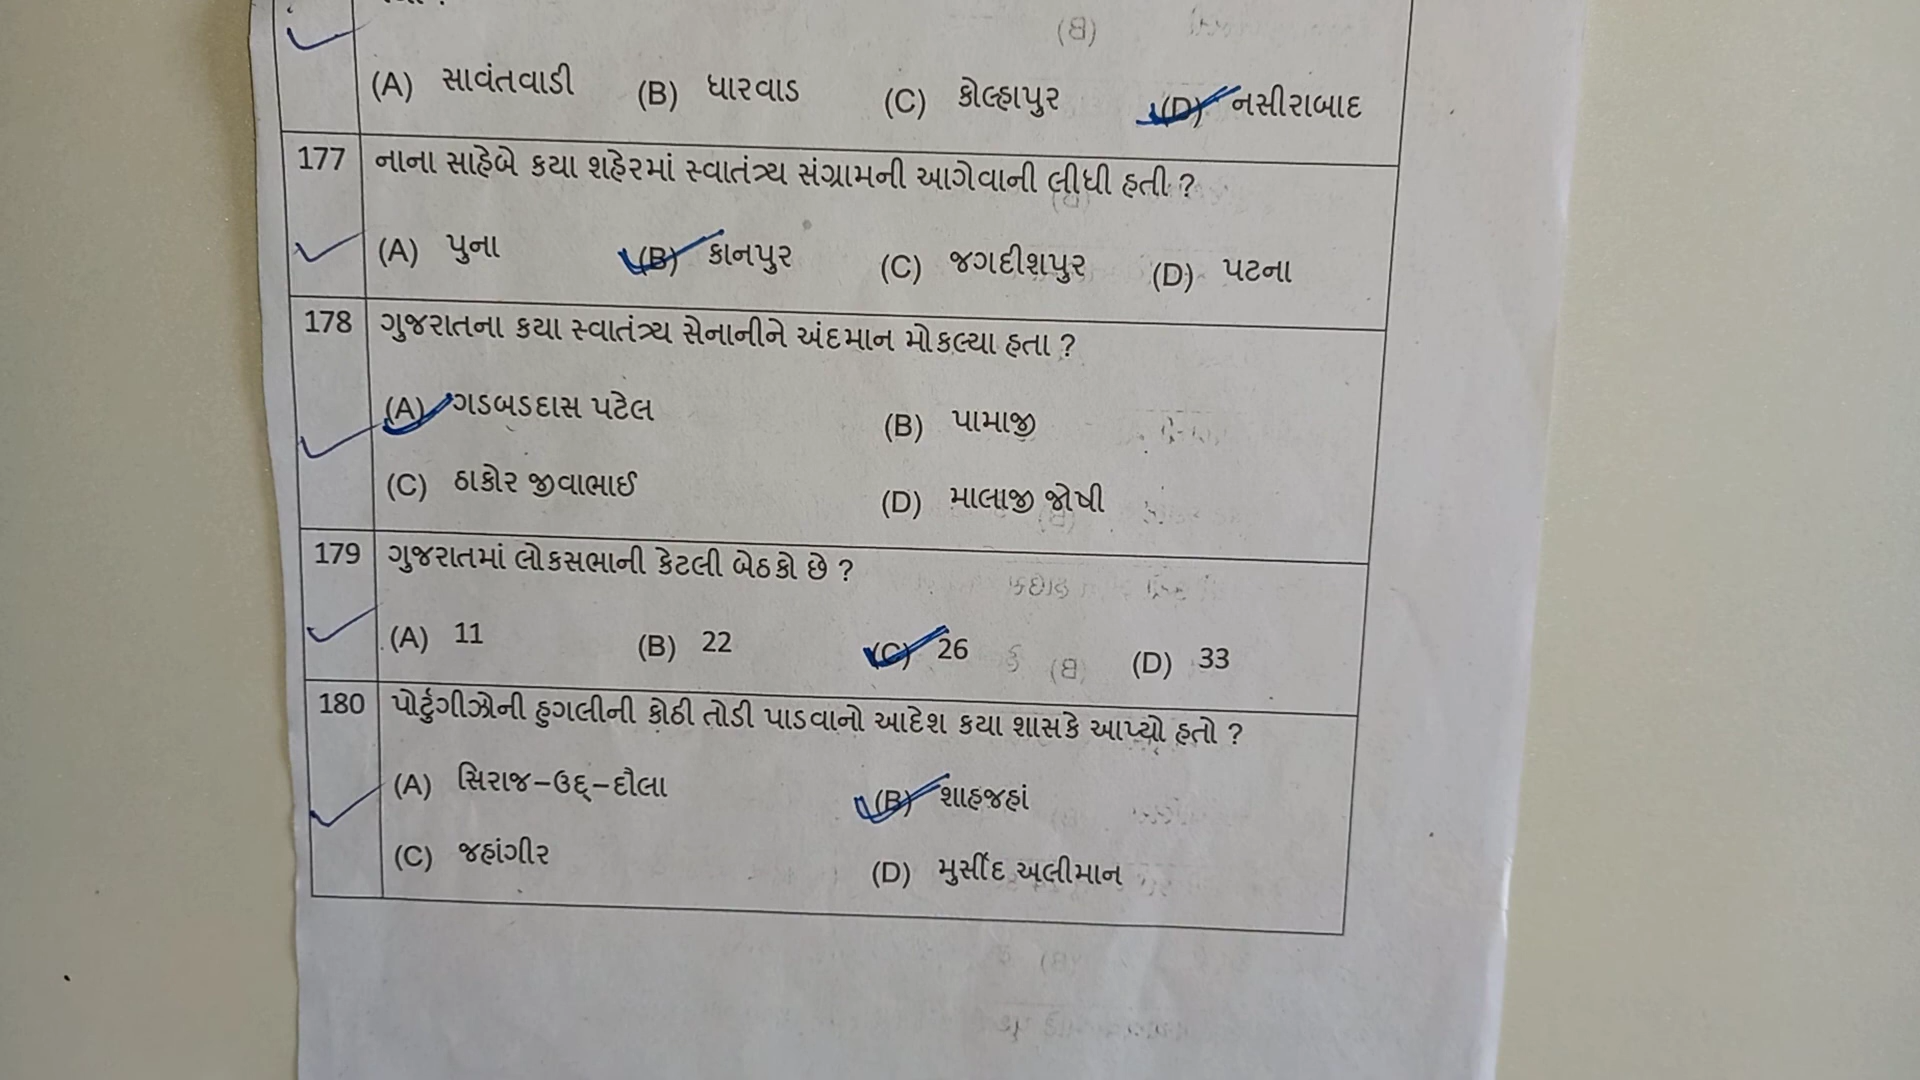 (A) સાવંતવાડી (B) ધારવાડ (C) કોલ્હાપુર (D) નસીરાબાદ
177 નાના સાહેબે કયા શહેરમાં સ્વાતંત્ર્ય સંગ્રામની આગેવાની લીધી હતી ?
(A) પુના (B) કાનપુર (C) જગદીશપુર (D) પટના
178 ગુજરાતના કયા સ્વાતંત્ર્ય સેનાનીને અંદમાન મોકલ્યા હતા ?
(A) ગડબડદાસ પટેલ (B) પામાજી
(C) ઠાકોર જીવાભાઈ (D) માલાજી જોષી
179 ગુજરાતમાં લોકસભાની કેટલી બેઠકો છે ?
(A) 11 (B) 22 (C) 26 (D) 33
180 પોર્ટુગીઝોની હુગલીની કોઠી તોડી પાડવાનો આદેશ કયા શાસકે આપ્યો હતો ?
(A) સિરાજ–ઉદ્દ–દૌલા (B) શાહજહાં
(C) જહાંગીર (D) મુર્સીદ અલીમાન